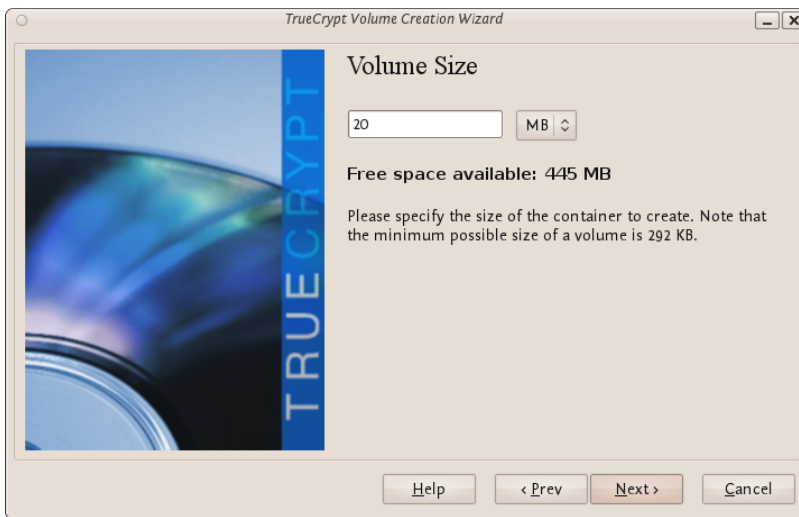 TrueCrypt Volume Creation Wizard
TRUECRYPT
Volume Size
20
MB
Free space available: 445 MB
Please specify the size of the container to create. Note that
the minimum possible size of a volume is 292 KB.
Help
< Prev
Next >
Cancel